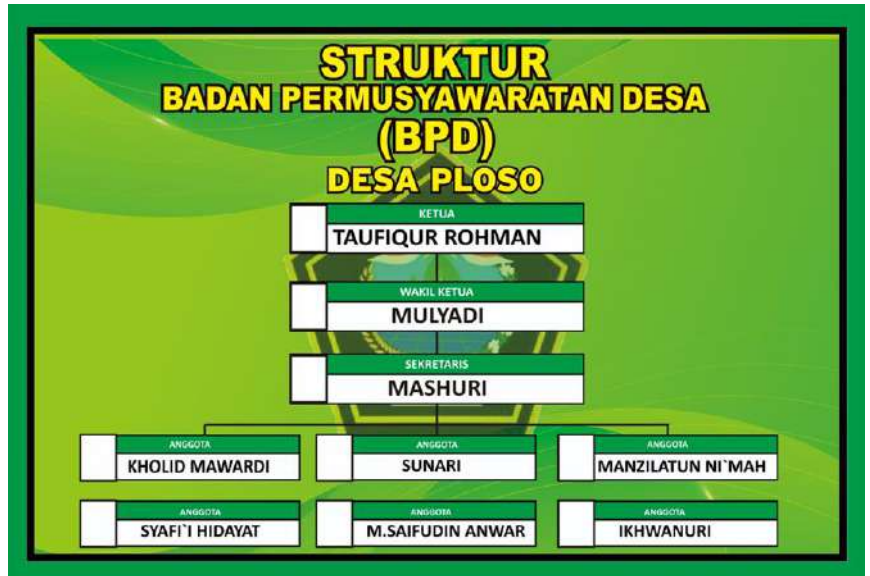 STRUKTUR
BADAN PERMUSYAWARATAN DESA
(BPD)
DESA PLOSO
KETUA
TAUFIQUR ROHMAN
WAKIL KETUA
MULYADI
SEKRETARIS
MASHURI
ANGGOTA
KHOLID MAWARDI
ANGGOTA
SUNARI
ANGGOTA
MANZILATUN NI`MAH
ANGGOTA
SYAFI`I HIDAYAT
ANGGOTA
M.SAIFUDIN ANWAR
ANGGOTA
IKHWANURI